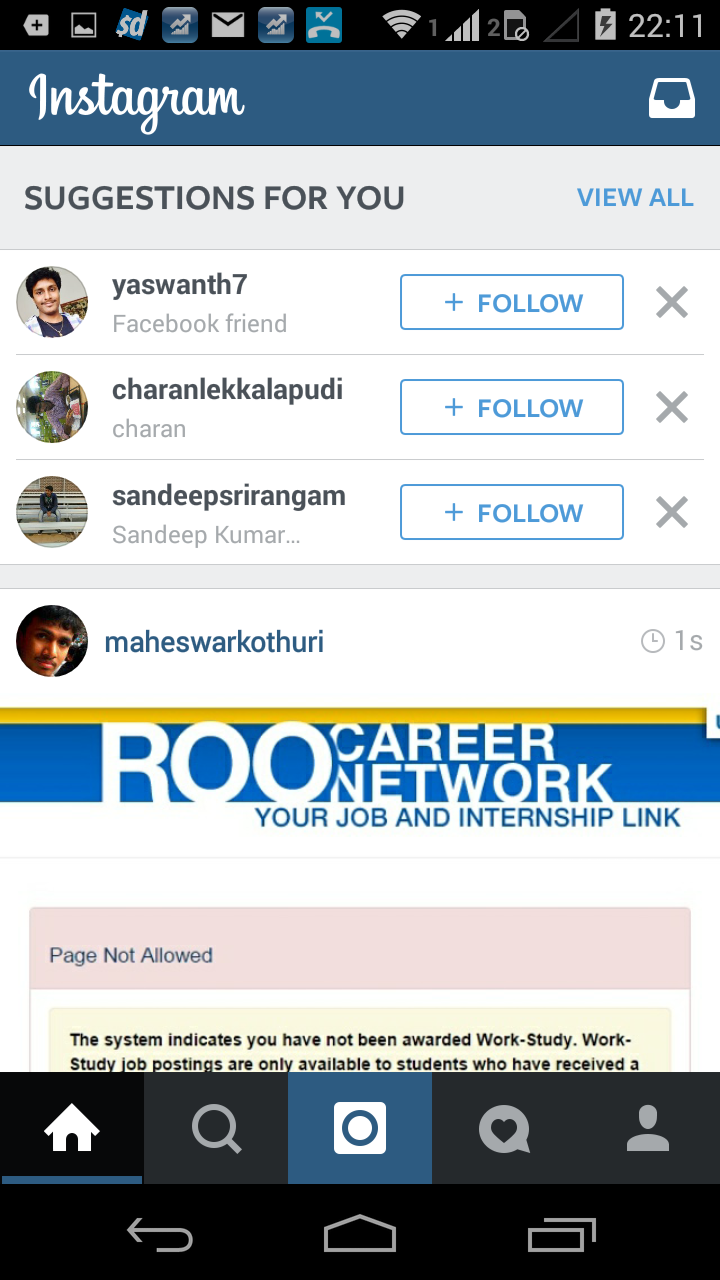 1 2 22:11
Instagram
SUGGESTIONS FOR YOU VIEW ALL
yaswanth7
Facebook friend
+ FOLLOW
charanlekkalapudi
charan
+ FOLLOW
sandeepsrirangam
Sandeep Kumar…
+ FOLLOW
maheswarkothuri 1s
ROO CAREER
NETWORK
YOUR JOB AND INTERNSHIP LINK
Page Not Allowed
The system indicates you have not been awarded Work-Study. Work-
Study job postings are only available to students who have received a